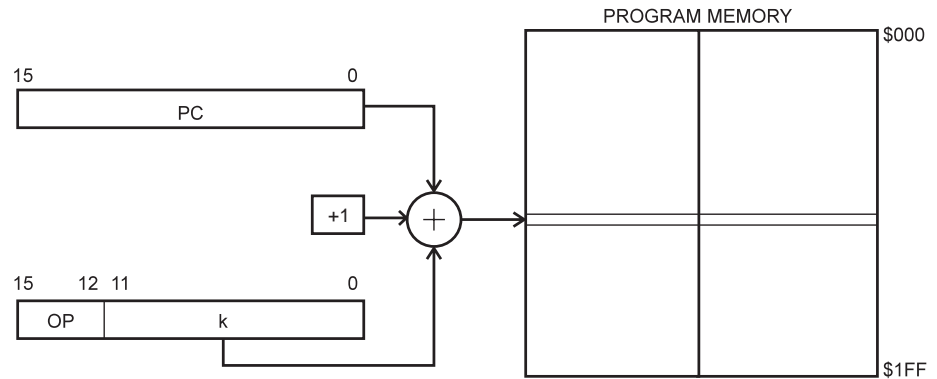 PROGRAM MEMORY
$000
15 0
PC
+1
15 12 11 0
OP k
$1FF